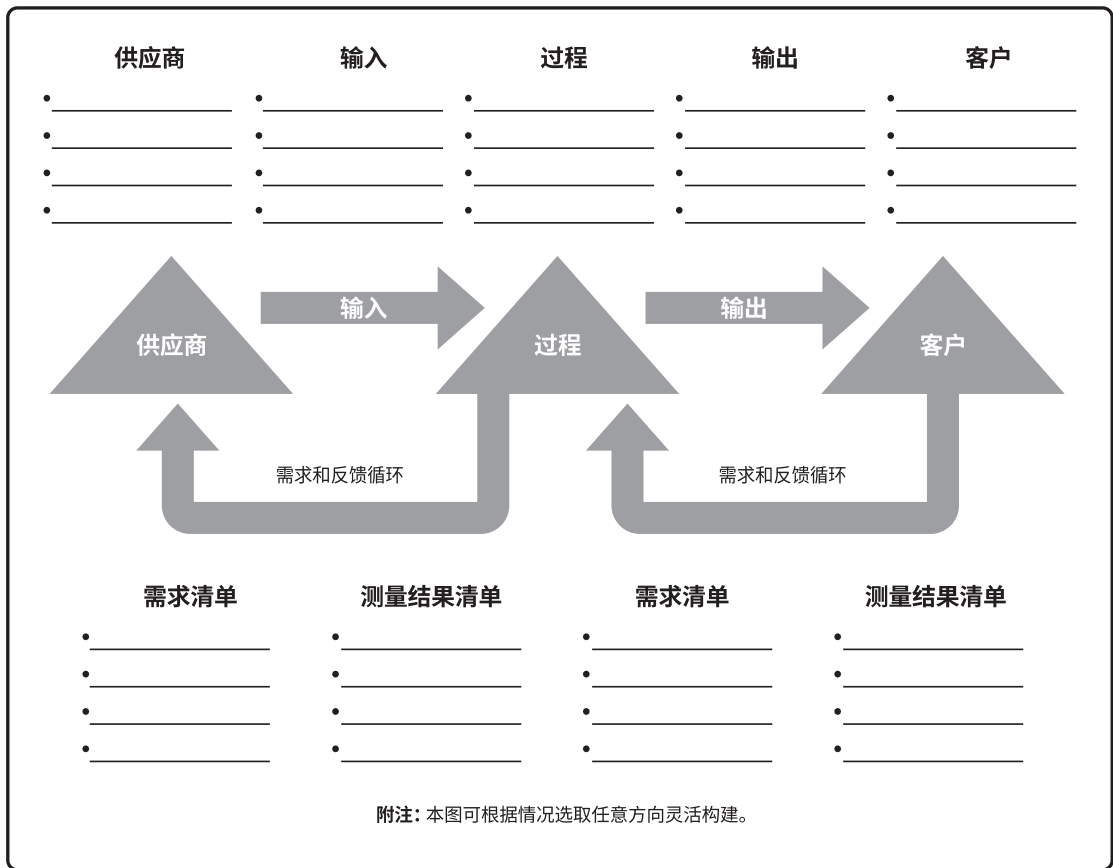 供应商 输入 过程 输出 客户
输入 输出
供应商 过程 客户
需求和反馈循环 需求和反馈循环
需求清单 测量结果清单 需求清单 测量结果清单
附注：本图可根据情况选取任意方向灵活构建。